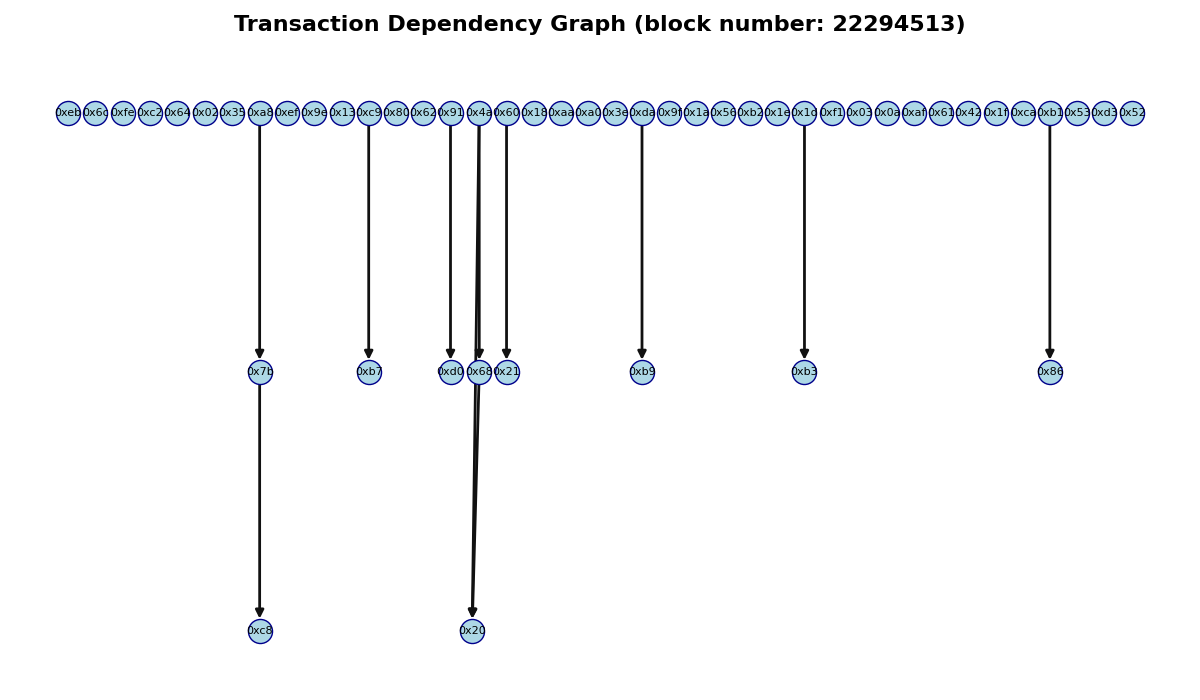 Transaction Dependency Graph (block number: 22294513)
0xeb 0x6c 0xfe 0xc2 0x64 0x02 0x35 0xa8 0xef 0x9e 0x13 0xc9 0x80 0x62 0x91 0x4a 0x60 0x18 0xaa 0xa0 0x3e 0xda 0x9f 0x1a 0x56 0xb2 0x1e 0x1d 0xf1 0x03 0x0a 0xaf 0x61 0x42 0x1f 0xca 0xb1 0x53 0xd3 0x52
0x7b 0xb7 0xd0 0x68 0x21 0xb9 0xb3 0x86
0xc8 0x20